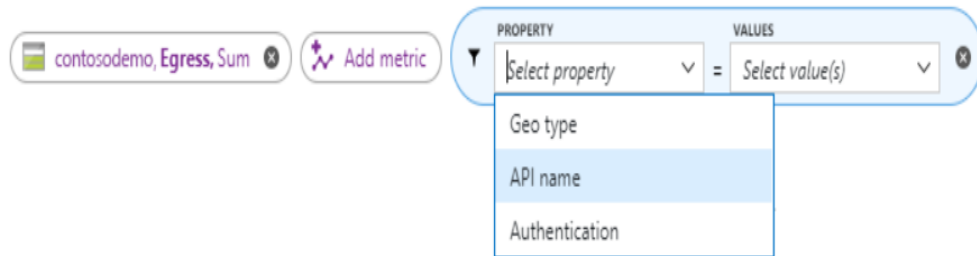 contosodemo, Egress, Sum
Add metric
PROPERTY
Select property
=
VALUES
Select value(s)
Geo type
API name
Authentication